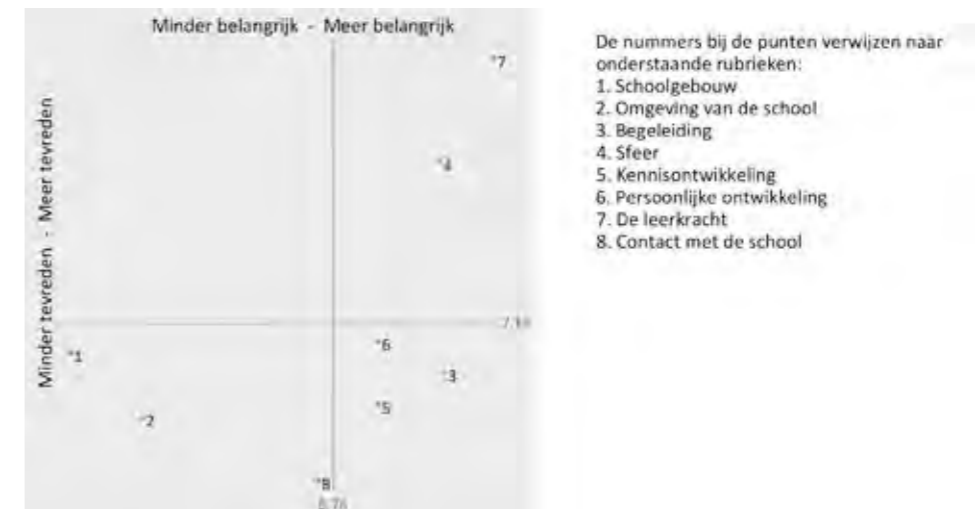 Minder belangrijk - Meer belangrijk
Minder tevreden - Meer tevreden
°7
°4
°6
°1
°3
°5
°2
°8
De nummers bij de punten verwijzen naar
onderstaande rubrieken:
1. Schoolgebouw
2. Omgeving van de school
3. Begeleiding
4. Sfeer
5. Kennisontwikkeling
6. Persoonlijke ontwikkeling
7. De leerkracht
8. Contact met de school